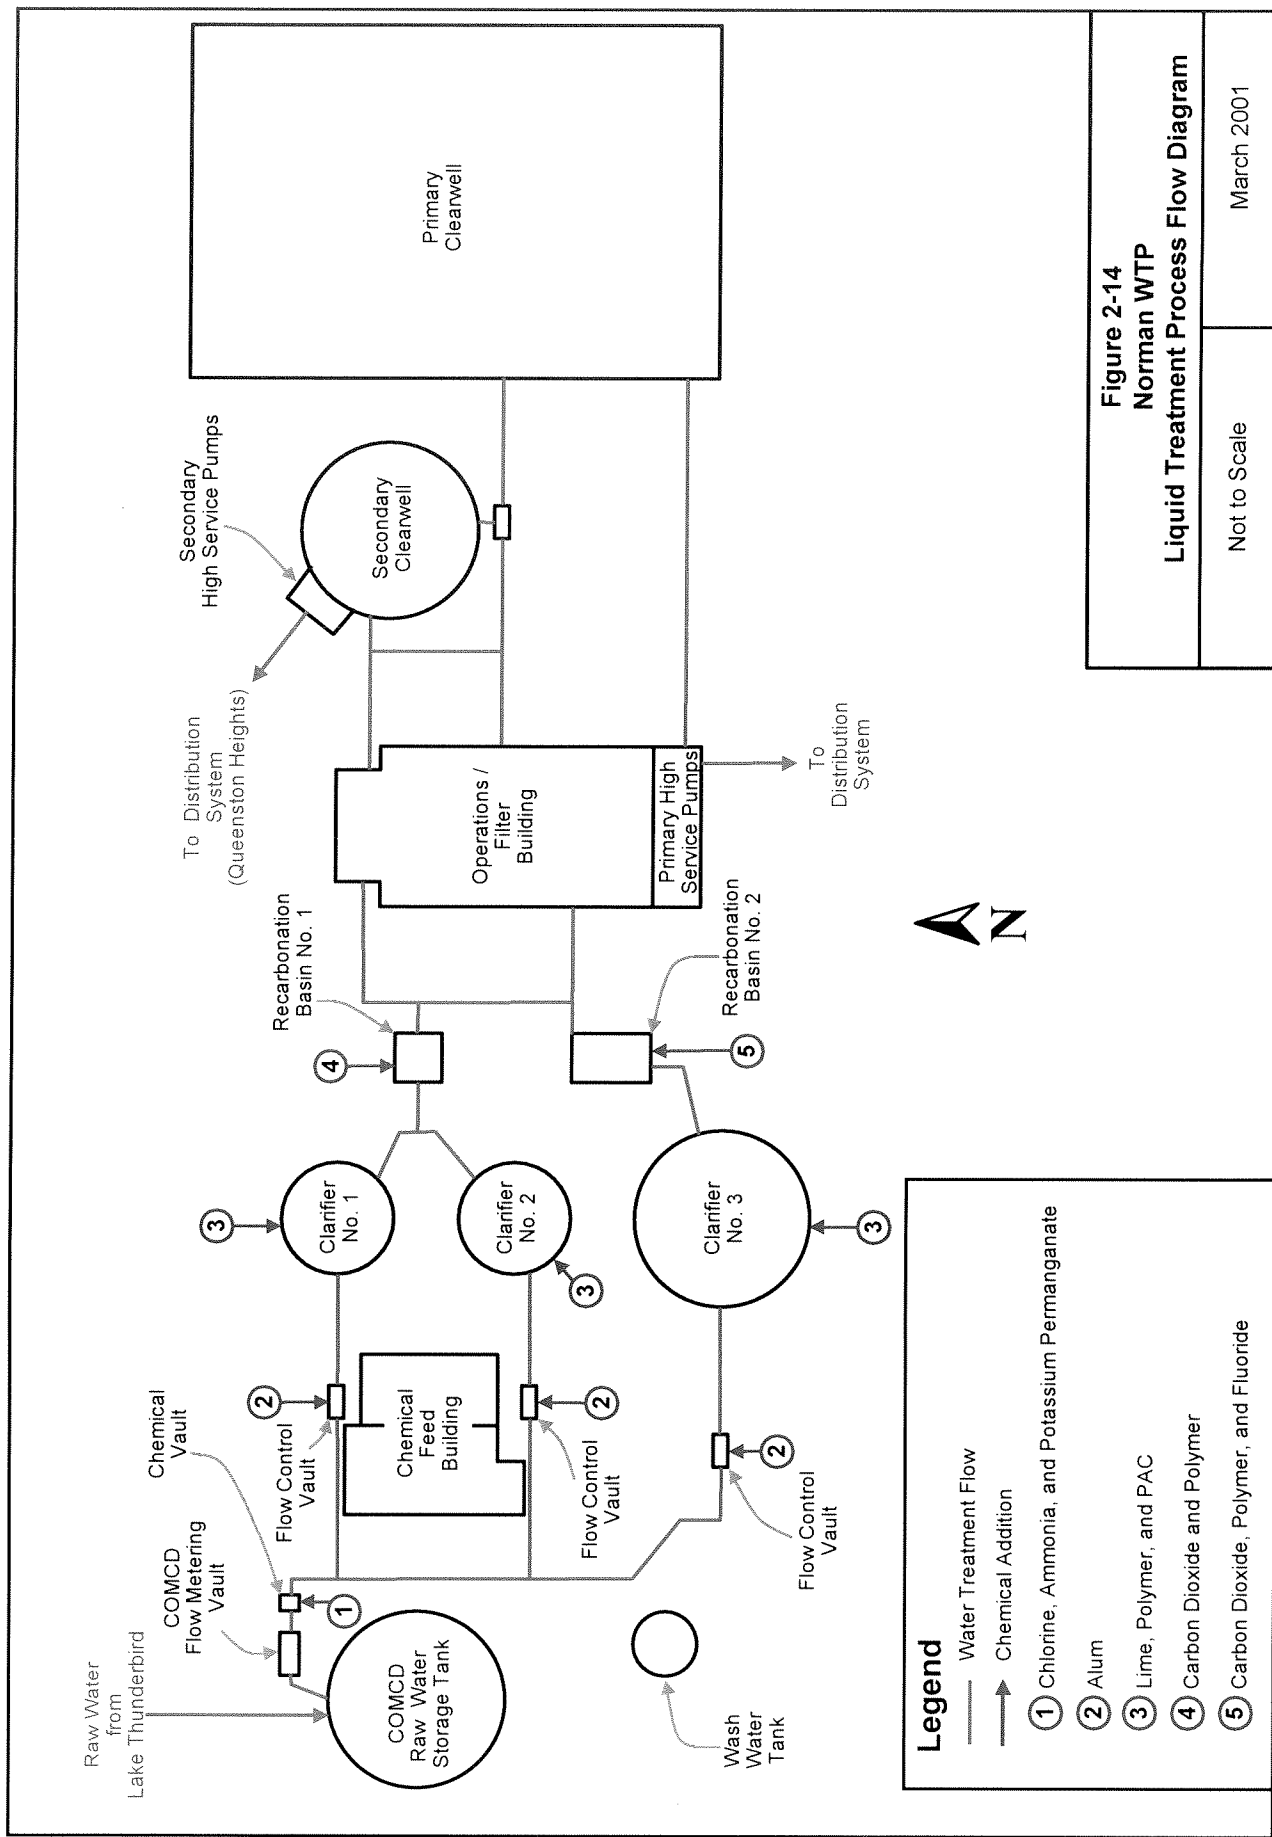 Raw Water
from
Lake Thunderbird
COMCD
Flow Metering
Vault
Chemical
Vault
1
COMCD
Raw Water
Storage Tank
Flow Control
Vault
2
Chemical
Feed
Building
Flow Control
Vault
2
Flow Control
Vault
2
Wash
Water
Tank
3
Clarifier
No. 1
Clarifier
No. 2
3
Clarifier
No. 3
3
4
Recarbonation
Basin No. 1
5
Recarbonation
Basin No. 2
Operations /
Filter
Building
Primary High
Service Pumps
To
Distribution
System
To Distribution
System
(Queenston Heights)
Secondary
High Service Pumps
Secondary
Clearwell
Primary
Clearwell
N
Legend
Water Treatment Flow
Chemical Addition
1 Chlorine, Ammonia, and Potassium Permanganate
2 Alum
3 Lime, Polymer, and PAC
4 Carbon Dioxide and Polymer
5 Carbon Dioxide, Polymer, and Fluoride
Figure 2-14
Norman WTP
Liquid Treatment Process Flow Diagram
Not to Scale
March 2001